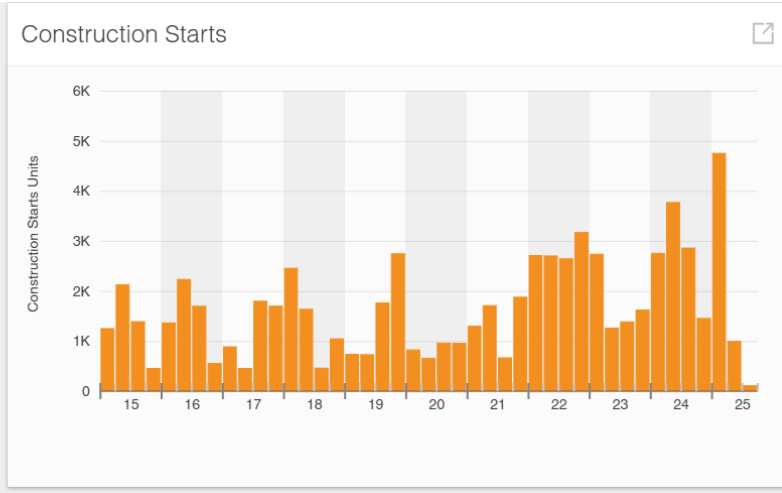 Construction Starts
6K
5K
4K
3K
2K
1K
0
Construction Starts Units
15 16 17 18 19 20 21 22 23 24 25